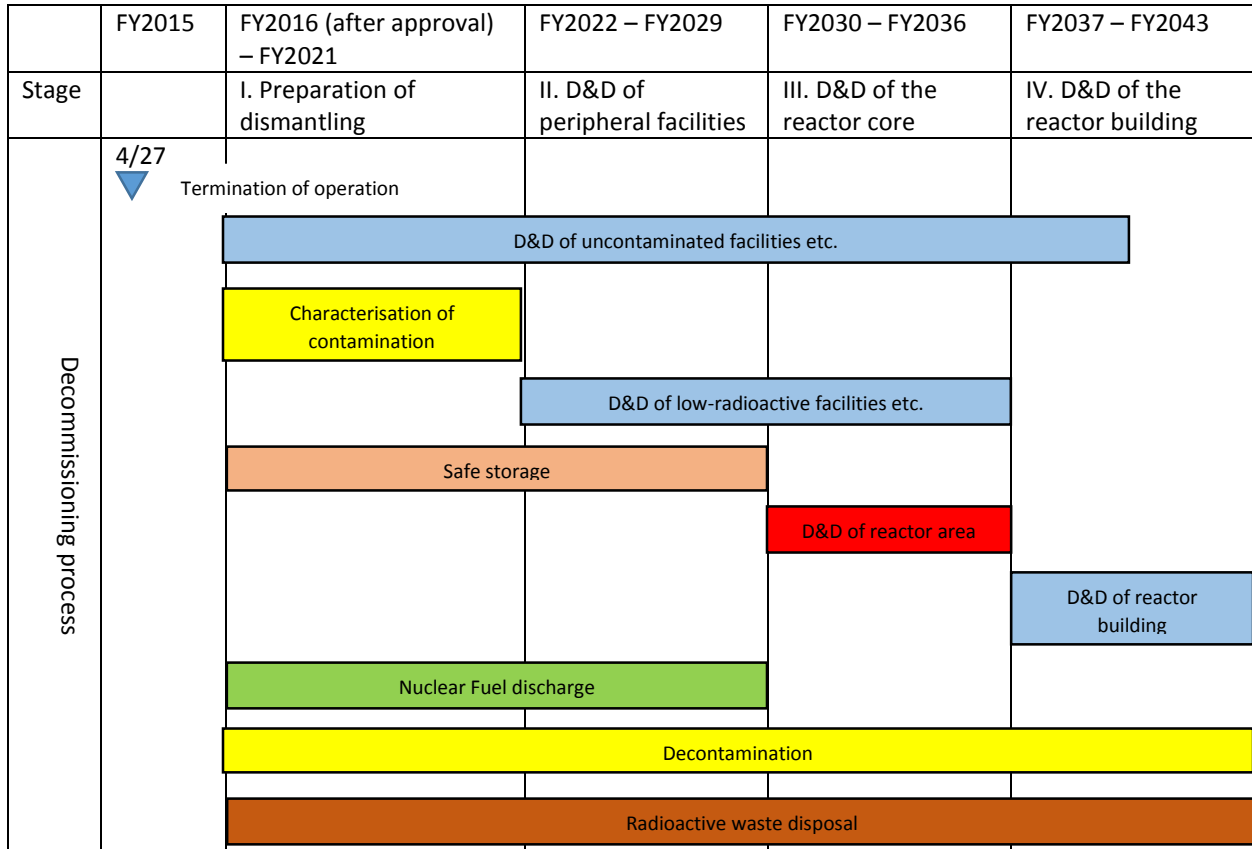 FY2015
FY2016 (after approval)
– FY2021
FY2022 – FY2029
FY2030 – FY2036
FY2037 – FY2043
Stage
I. Preparation of
dismantling
II. D&D of
peripheral facilities
III. D&D of the
reactor core
IV. D&D of the
reactor building
Decommissioning process
4/27
Termination of operation
D&D of uncontaminated facilities etc.
Characterisation of
contamination
D&D of low-radioactive facilities etc.
Safe storage
D&D of reactor area
D&D of reactor
building
Nuclear Fuel discharge
Decontamination
Radioactive waste disposal